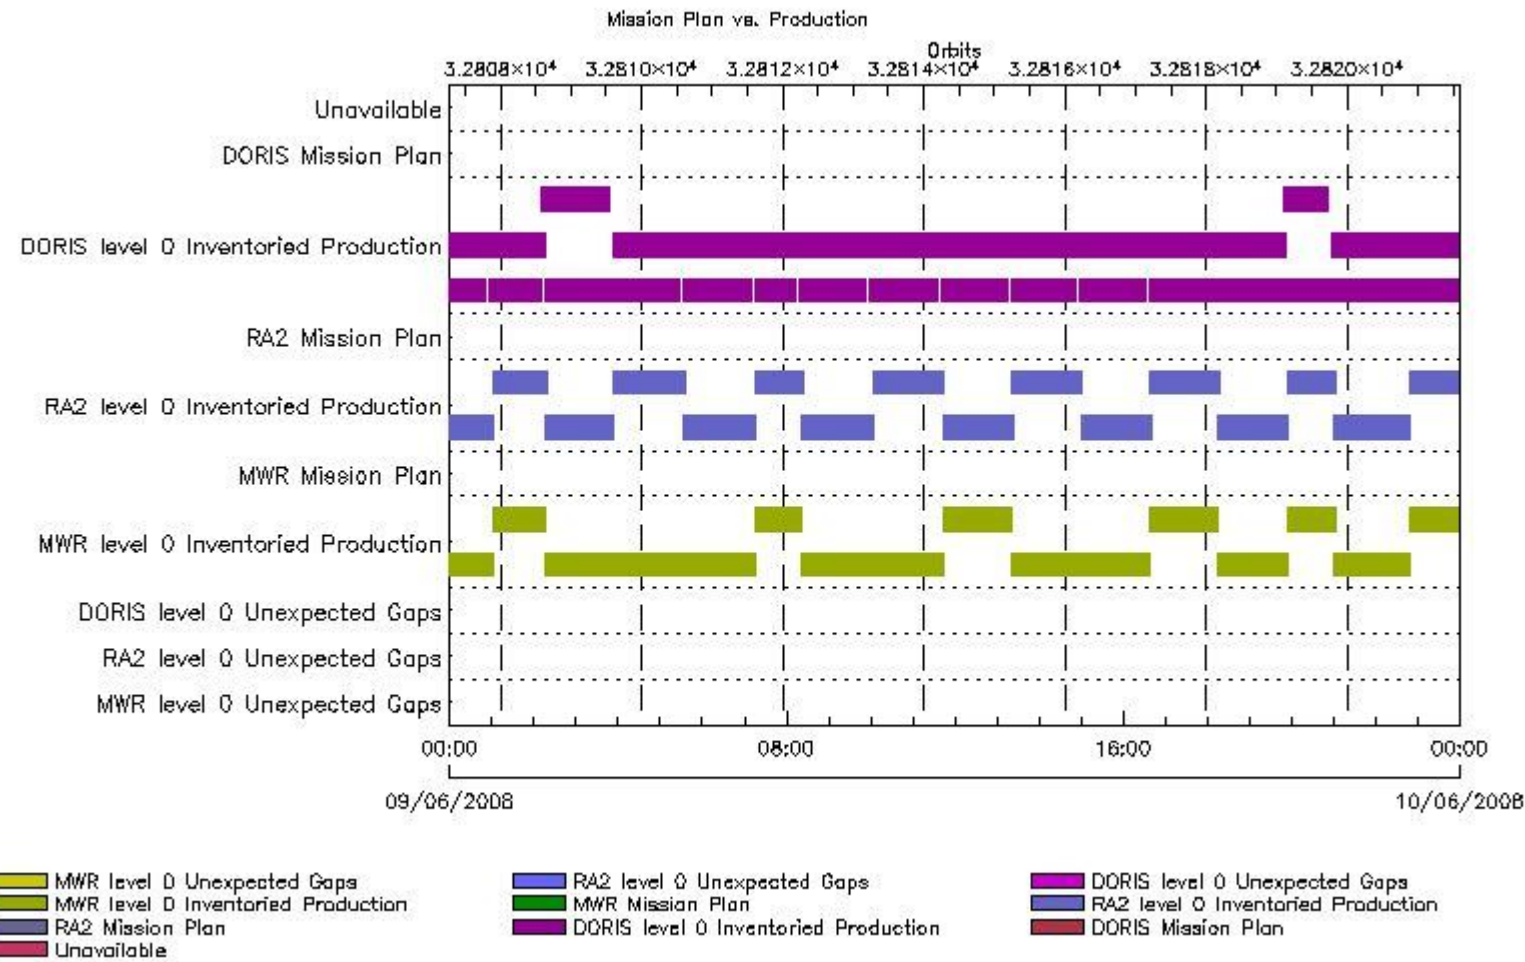 Mission Plan vs. Production
Orbits
3.2808×10⁴ 3.2810×10⁴ 3.2812×10⁴ 3.2814×10⁴ 3.2816×10⁴ 3.2818×10⁴ 3.2820×10⁴
Unavailable
DORIS Mission Plan
DORIS level 0 Inventoried Production
RA2 Mission Plan
RA2 level 0 Inventoried Production
MWR Mission Plan
MWR level 0 Inventoried Production
DORIS level 0 Unexpected Gaps
RA2 level 0 Unexpected Gaps
MWR level 0 Unexpected Gaps
00:00 08:00 16:00 00:00
09/06/2008 10/06/2008
MWR level 0 Unexpected Gaps RA2 level 0 Unexpected Gaps DORIS level 0 Unexpected Gaps
MWR level 0 Inventoried Production MWR Mission Plan RA2 level 0 Inventoried Production
RA2 Mission Plan DORIS level 0 Inventoried Production DORIS Mission Plan
Unavailable